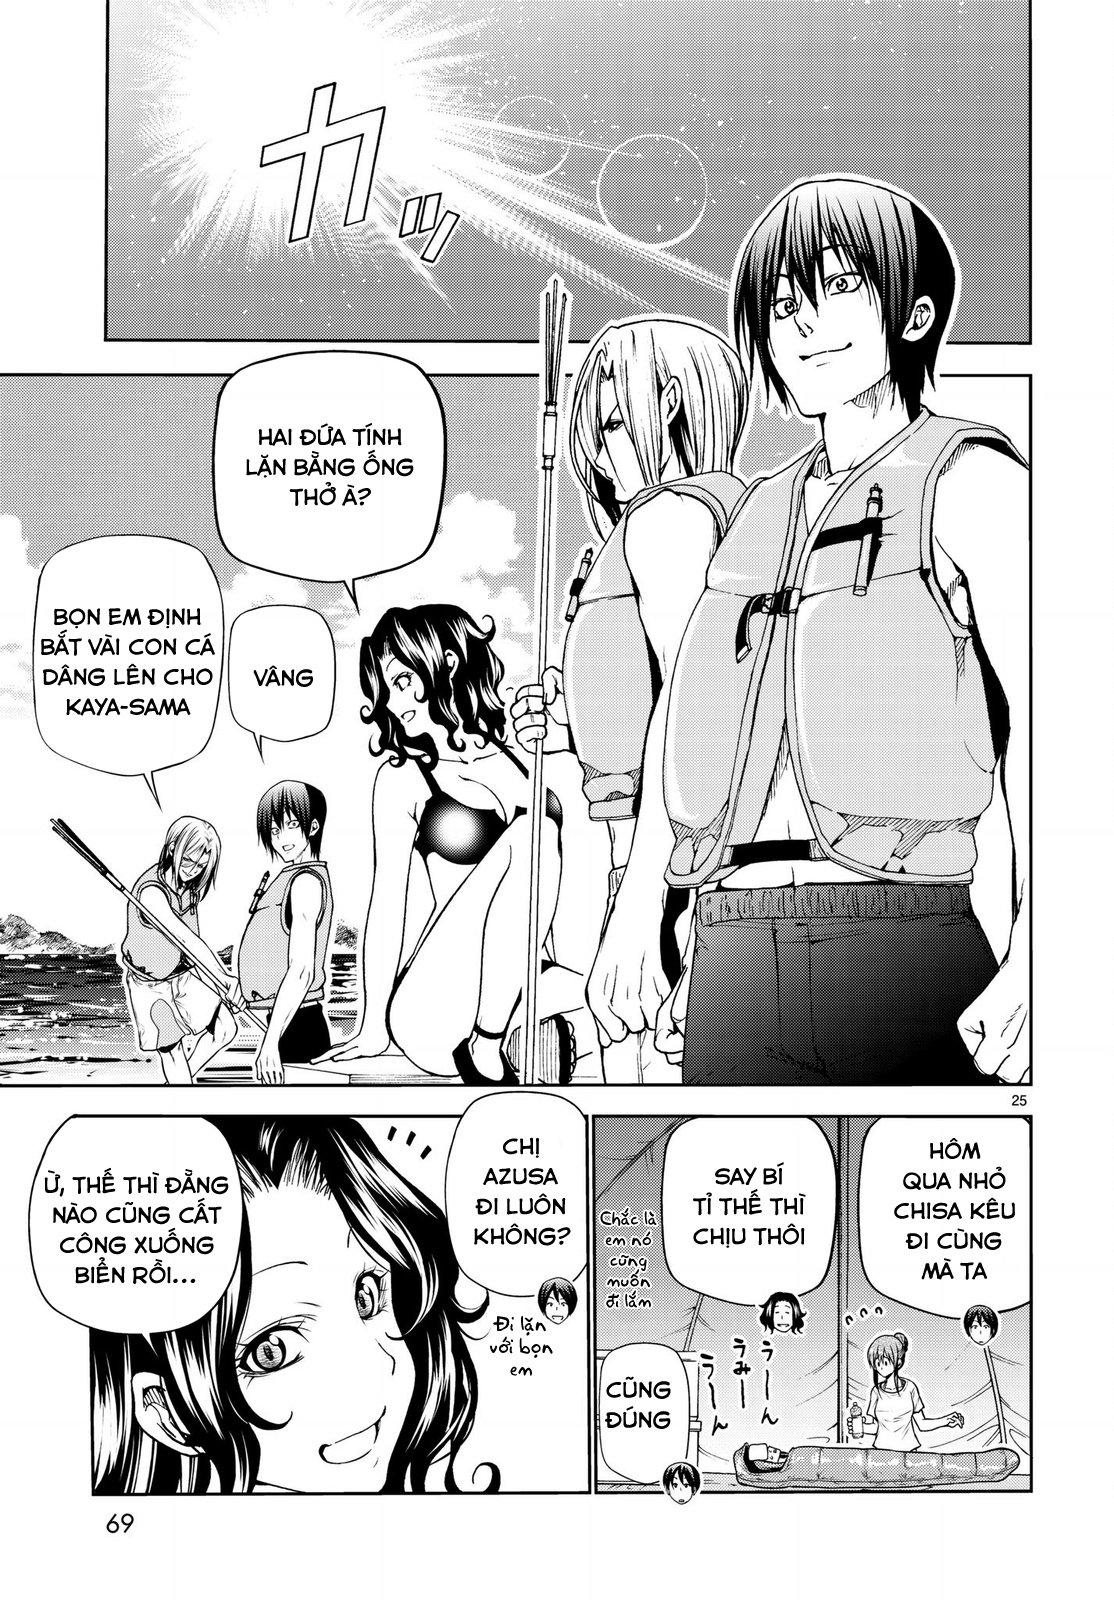 カッ
HAI ĐỨA TÍNH
LẶN BẰNG ỐNG
THỞ À?
VÂNG
BỌN EM ĐỊNH
BẮT VÀI CON CÁ
DÂNG LÊN CHO
KAYA-SAMA
25
HÔM
QUA NHỎ
CHISA KÊU
ĐI CÙNG
MÀ TA
SAY BÍ
TỈ THẾ THÌ
CHỊU THÔI
Chắc là
em nó
cũng
muốn
đi lắm
うーん
うみー
うーん
CŨNG
ĐÚNG
CHỊ
AZUSA
ĐI LUÔN
KHÔNG?
Đi lặn
với bọn
em
Ừ, THẾ THÌ ĐẰNG
NÀO CŨNG CẤT
CÔNG XUỐNG
BIỂN RỒI...
69